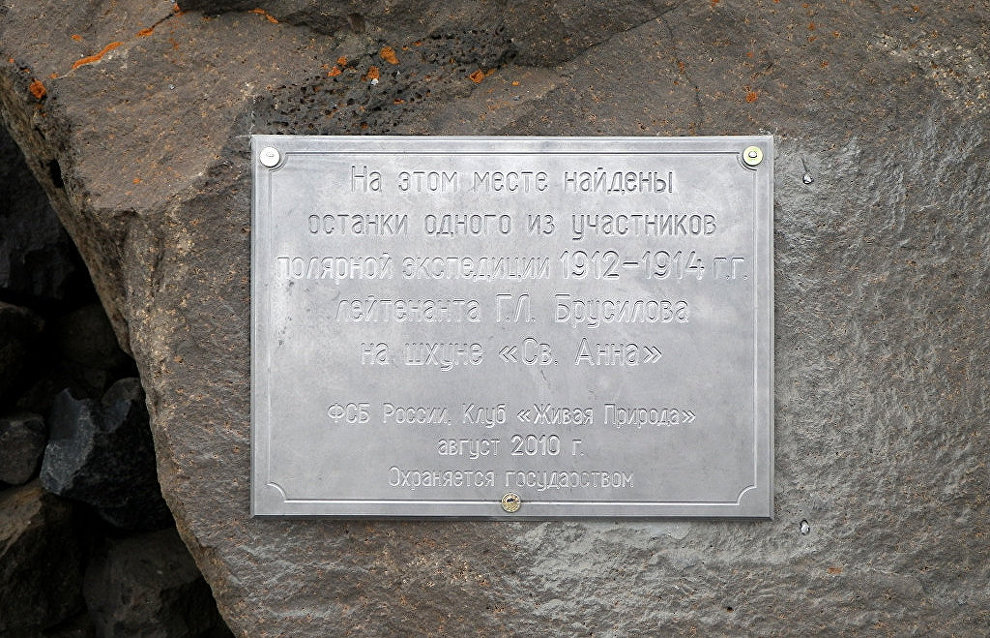 На этом месте найдены
останки одного из участников
полярной экспедиции 1912-1914 г.г.
лейтенанта Г.Л. Брусилова
на шхуне «Св. Анна»
ФСБ России, Клуб «Живая Природа»
август 2010 г.
Охраняется государством